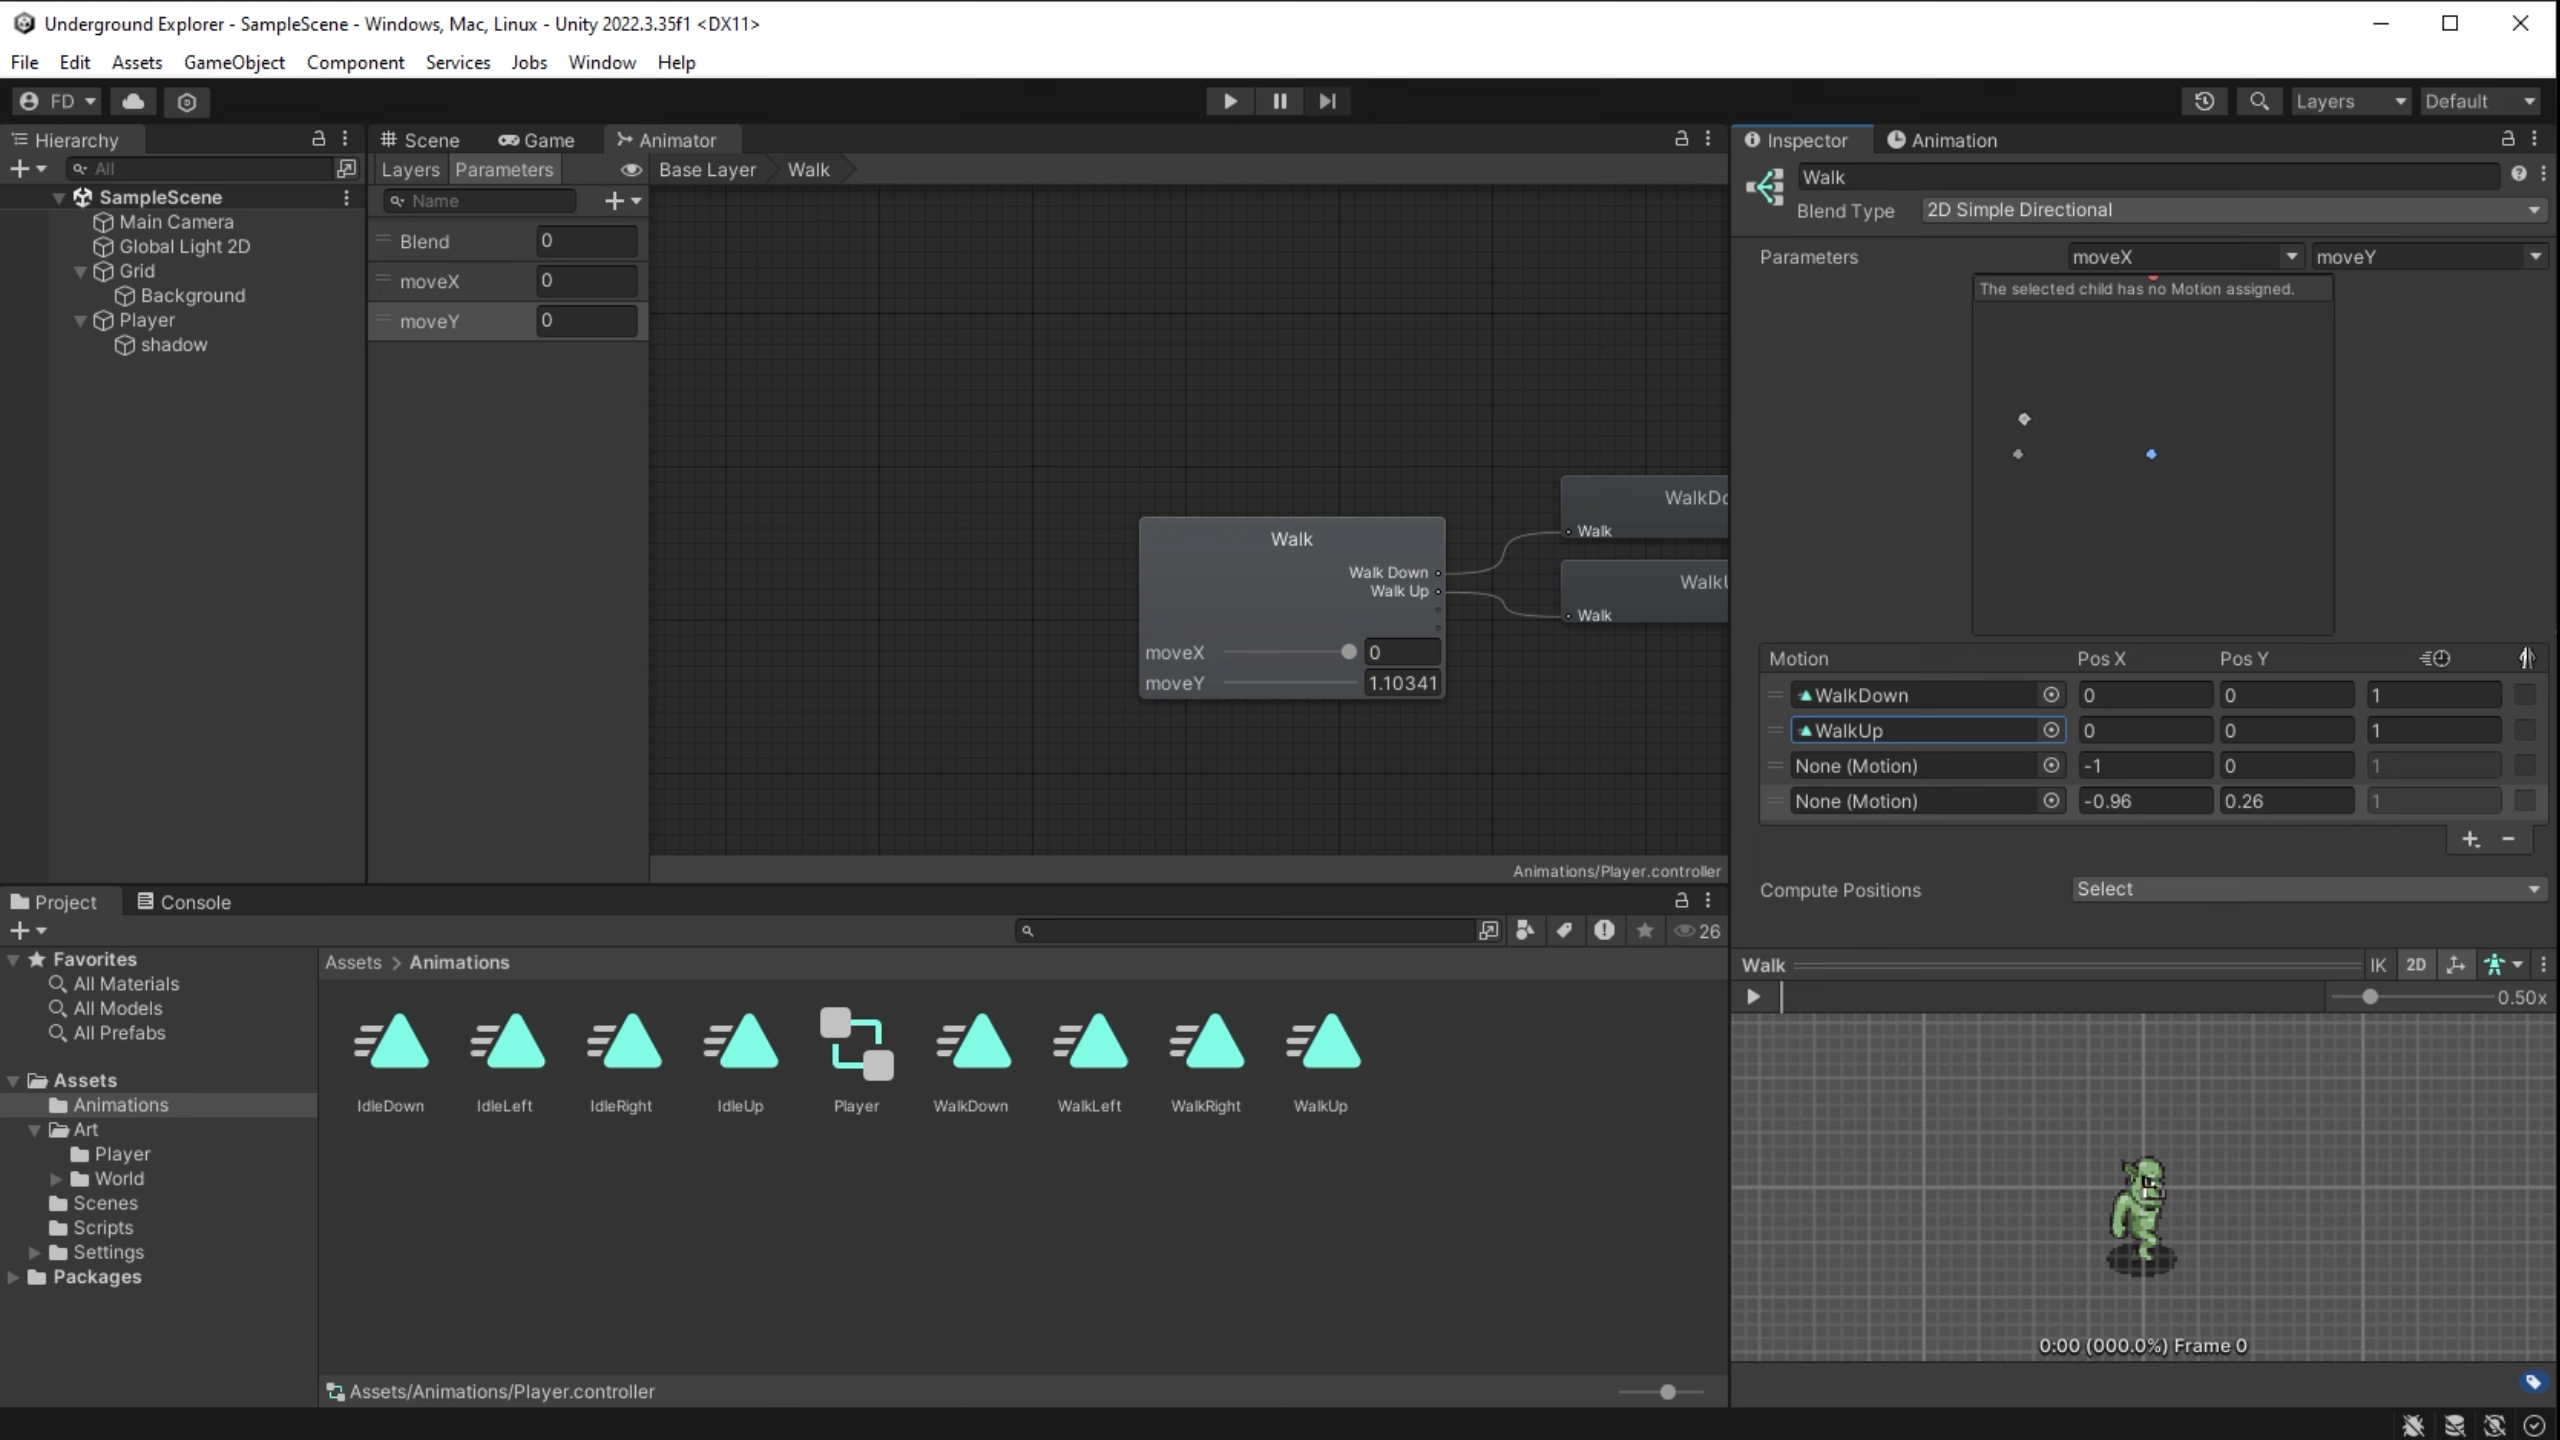 Underground Explorer - SampleScene - Windows, Mac, Linux - Unity 2022.3.35f1 <DX11>
File Edit Assets GameObject Component Services Jobs Window Help
FD
Layers Default
Hierarchy
All
SampleScene
Main Camera
Global Light 2D
Grid
Background
Player
shadow
Scene Game Animator
Layers Parameters Base Layer Walk
Name
Blend 0
moveX 0
moveY 0
Walk
Walk Down
Walk Up
moveX 0
moveY 1.10341
Walk
Walk
Animations/Player.controller
Inspector Animation
Walk
Blend Type 2D Simple Directional
Parameters moveX moveY
The selected child has no Motion assigned.
Motion Pos X Pos Y
WalkDown 0 0 1
WalkUp 0 0 1
None (Motion) -1 0 1
None (Motion) -0.96 0.26 1
Compute Positions Select
Project Console
26
Favorites
All Materials
All Models
All Prefabs
Assets
Animations
Art
Player
World
Scenes
Scripts
Settings
Packages
Assets > Animations
IdleDown IdleLeft IdleRight IdleUp Player WalkDown WalkLeft WalkRight WalkUp
Assets/Animations/Player.controller
Walk IK 2D
0.50x
0:00 (000.0%) Frame 0